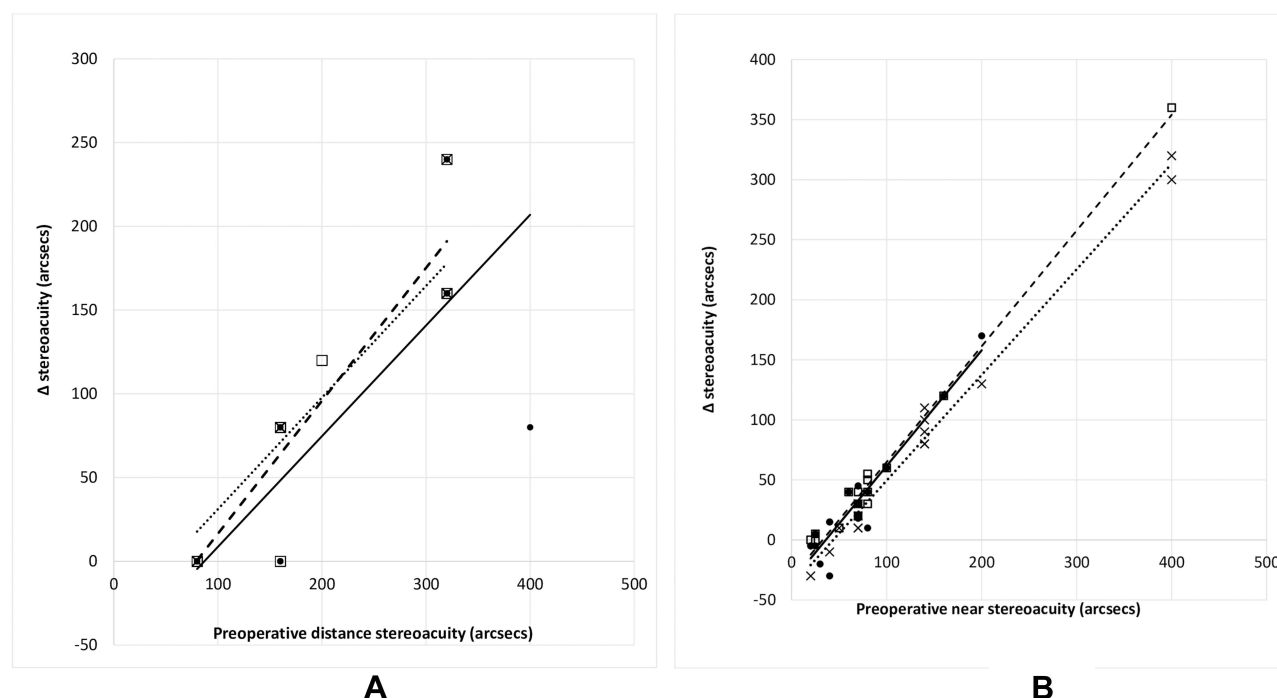 300
250
200
150
100
50
0
-50
0 100 200 300 400 500
Δ stereoacuity (arcsecs)
Preoperative distance stereoacuity (arcsecs)
A
400
350
300
250
200
150
100
50
0
-50
0 100 200 300 400 500
Δ stereoacuity (arcsecs)
Preoperative near stereoacuity (arcsecs)
B